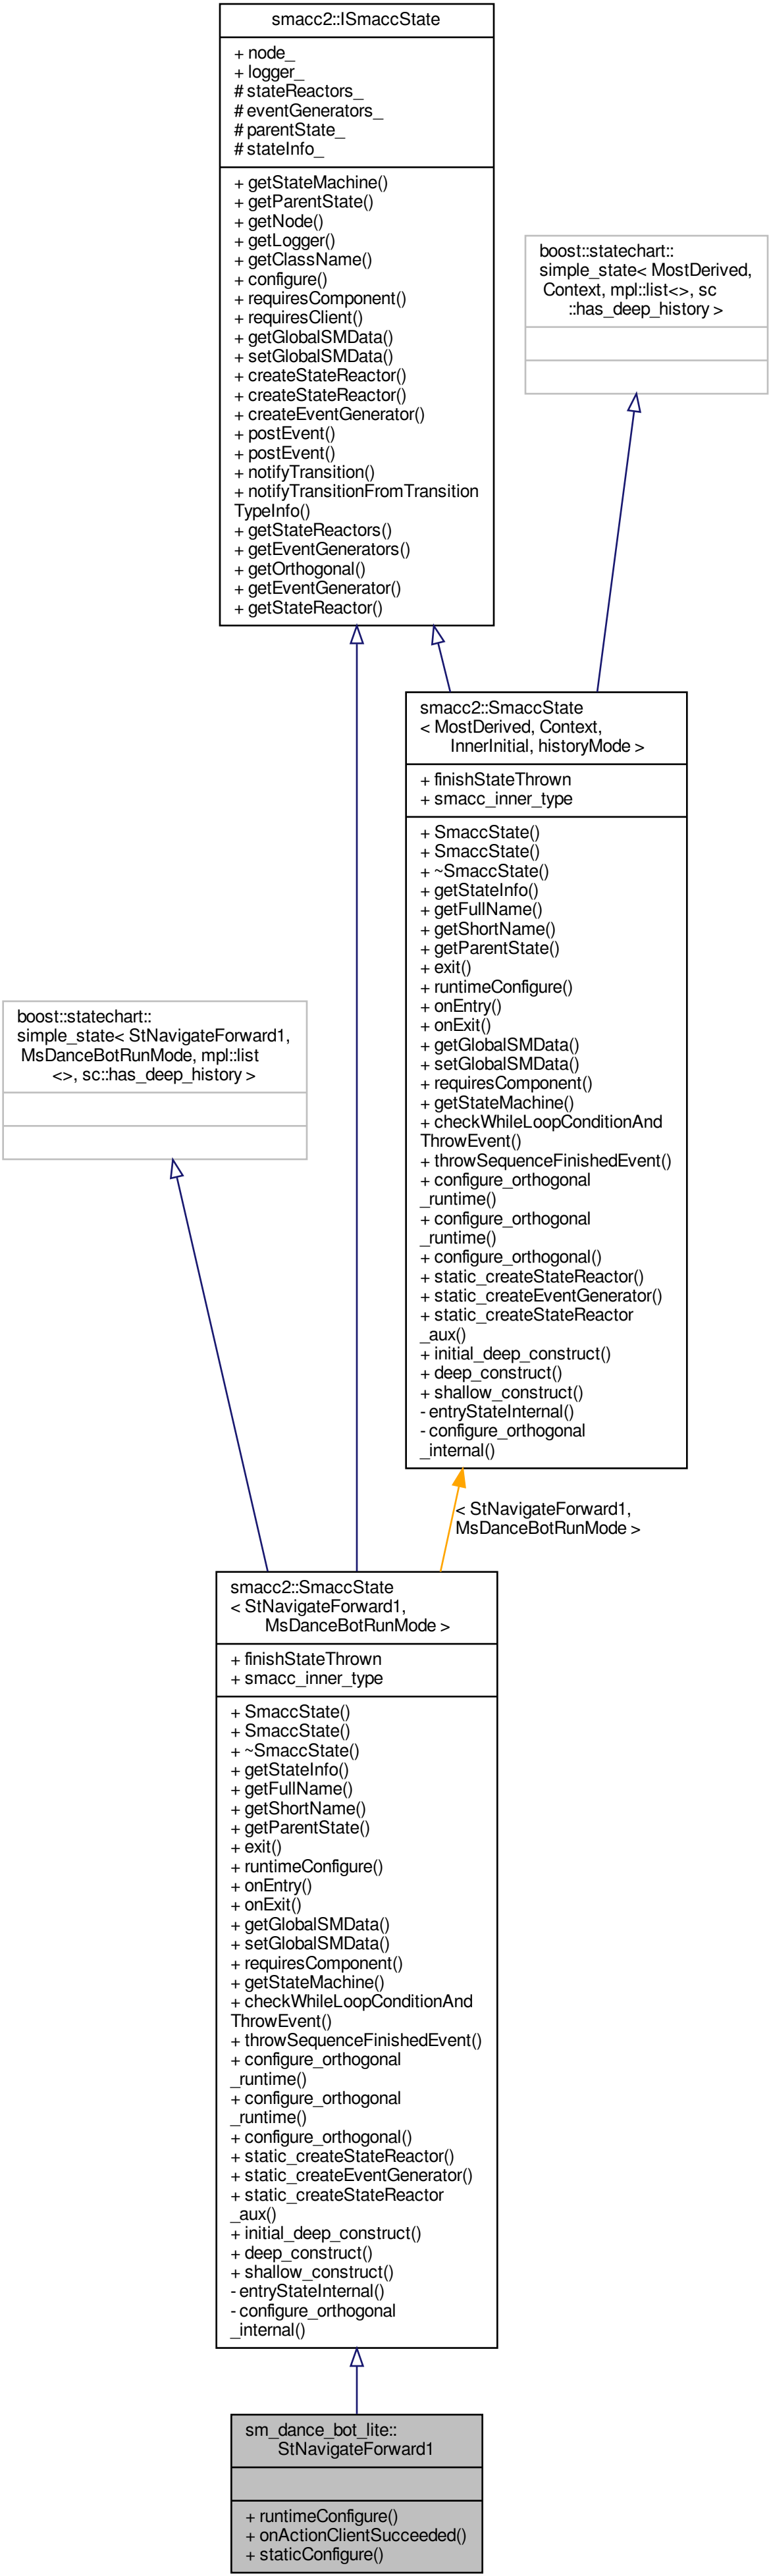 smacc2::ISmaccState
+ node_
+ logger_
# stateReactors_
# eventGenerators_
# parentState_
# stateInfo_
+ getStateMachine()
+ getParentState()
+ getNode()
+ getLogger()
+ getClassName()
+ configure()
+ requiresComponent()
+ requiresClient()
+ getGlobalSMData()
+ setGlobalSMData()
+ createStateReactor()
+ createStateReactor()
+ createEventGenerator()
+ postEvent()
+ postEvent()
+ notifyTransition()
+ notifyTransitionFromTransition
TypeInfo()
+ getStateReactors()
+ getEventGenerators()
+ getOrthogonal()
+ getEventGenerator()
+ getStateReactor()
boost::statechart::
simple_state< MostDerived,
Context, mpl::list<>, sc
::has_deep_history >
smacc2::SmaccState
< MostDerived, Context,
InnerInitial, historyMode >
+ finishStateThrown
+ smacc_inner_type
+ SmaccState()
+ SmaccState()
+ ~SmaccState()
+ getStateInfo()
+ getFullName()
+ getShortName()
+ getParentState()
+ exit()
+ runtimeConfigure()
+ onEntry()
+ onExit()
+ getGlobalSMData()
+ setGlobalSMData()
+ requiresComponent()
+ getStateMachine()
+ checkWhileLoopConditionAnd
ThrowEvent()
+ throwSequenceFinishedEvent()
+ configure_orthogonal
_runtime()
+ configure_orthogonal
_runtime()
+ configure_orthogonal()
+ static_createStateReactor()
+ static_createEventGenerator()
+ static_createStateReactor
_aux()
+ initial_deep_construct()
+ deep_construct()
+ shallow_construct()
- entryStateInternal()
- configure_orthogonal
_internal()
boost::statechart::
simple_state< StNavigateForward1,
MsDanceBotRunMode, mpl::list
<>, sc::has_deep_history >
< StNavigateForward1,
MsDanceBotRunMode >
smacc2::SmaccState
< StNavigateForward1,
MsDanceBotRunMode >
+ finishStateThrown
+ smacc_inner_type
+ SmaccState()
+ SmaccState()
+ ~SmaccState()
+ getStateInfo()
+ getFullName()
+ getShortName()
+ getParentState()
+ exit()
+ runtimeConfigure()
+ onEntry()
+ onExit()
+ getGlobalSMData()
+ setGlobalSMData()
+ requiresComponent()
+ getStateMachine()
+ checkWhileLoopConditionAnd
ThrowEvent()
+ throwSequenceFinishedEvent()
+ configure_orthogonal
_runtime()
+ configure_orthogonal
_runtime()
+ configure_orthogonal()
+ static_createStateReactor()
+ static_createEventGenerator()
+ static_createStateReactor
_aux()
+ initial_deep_construct()
+ deep_construct()
+ shallow_construct()
- entryStateInternal()
- configure_orthogonal
_internal()
sm_dance_bot_lite::
StNavigateForward1
+ runtimeConfigure()
+ onActionClientSucceeded()
+ staticConfigure()